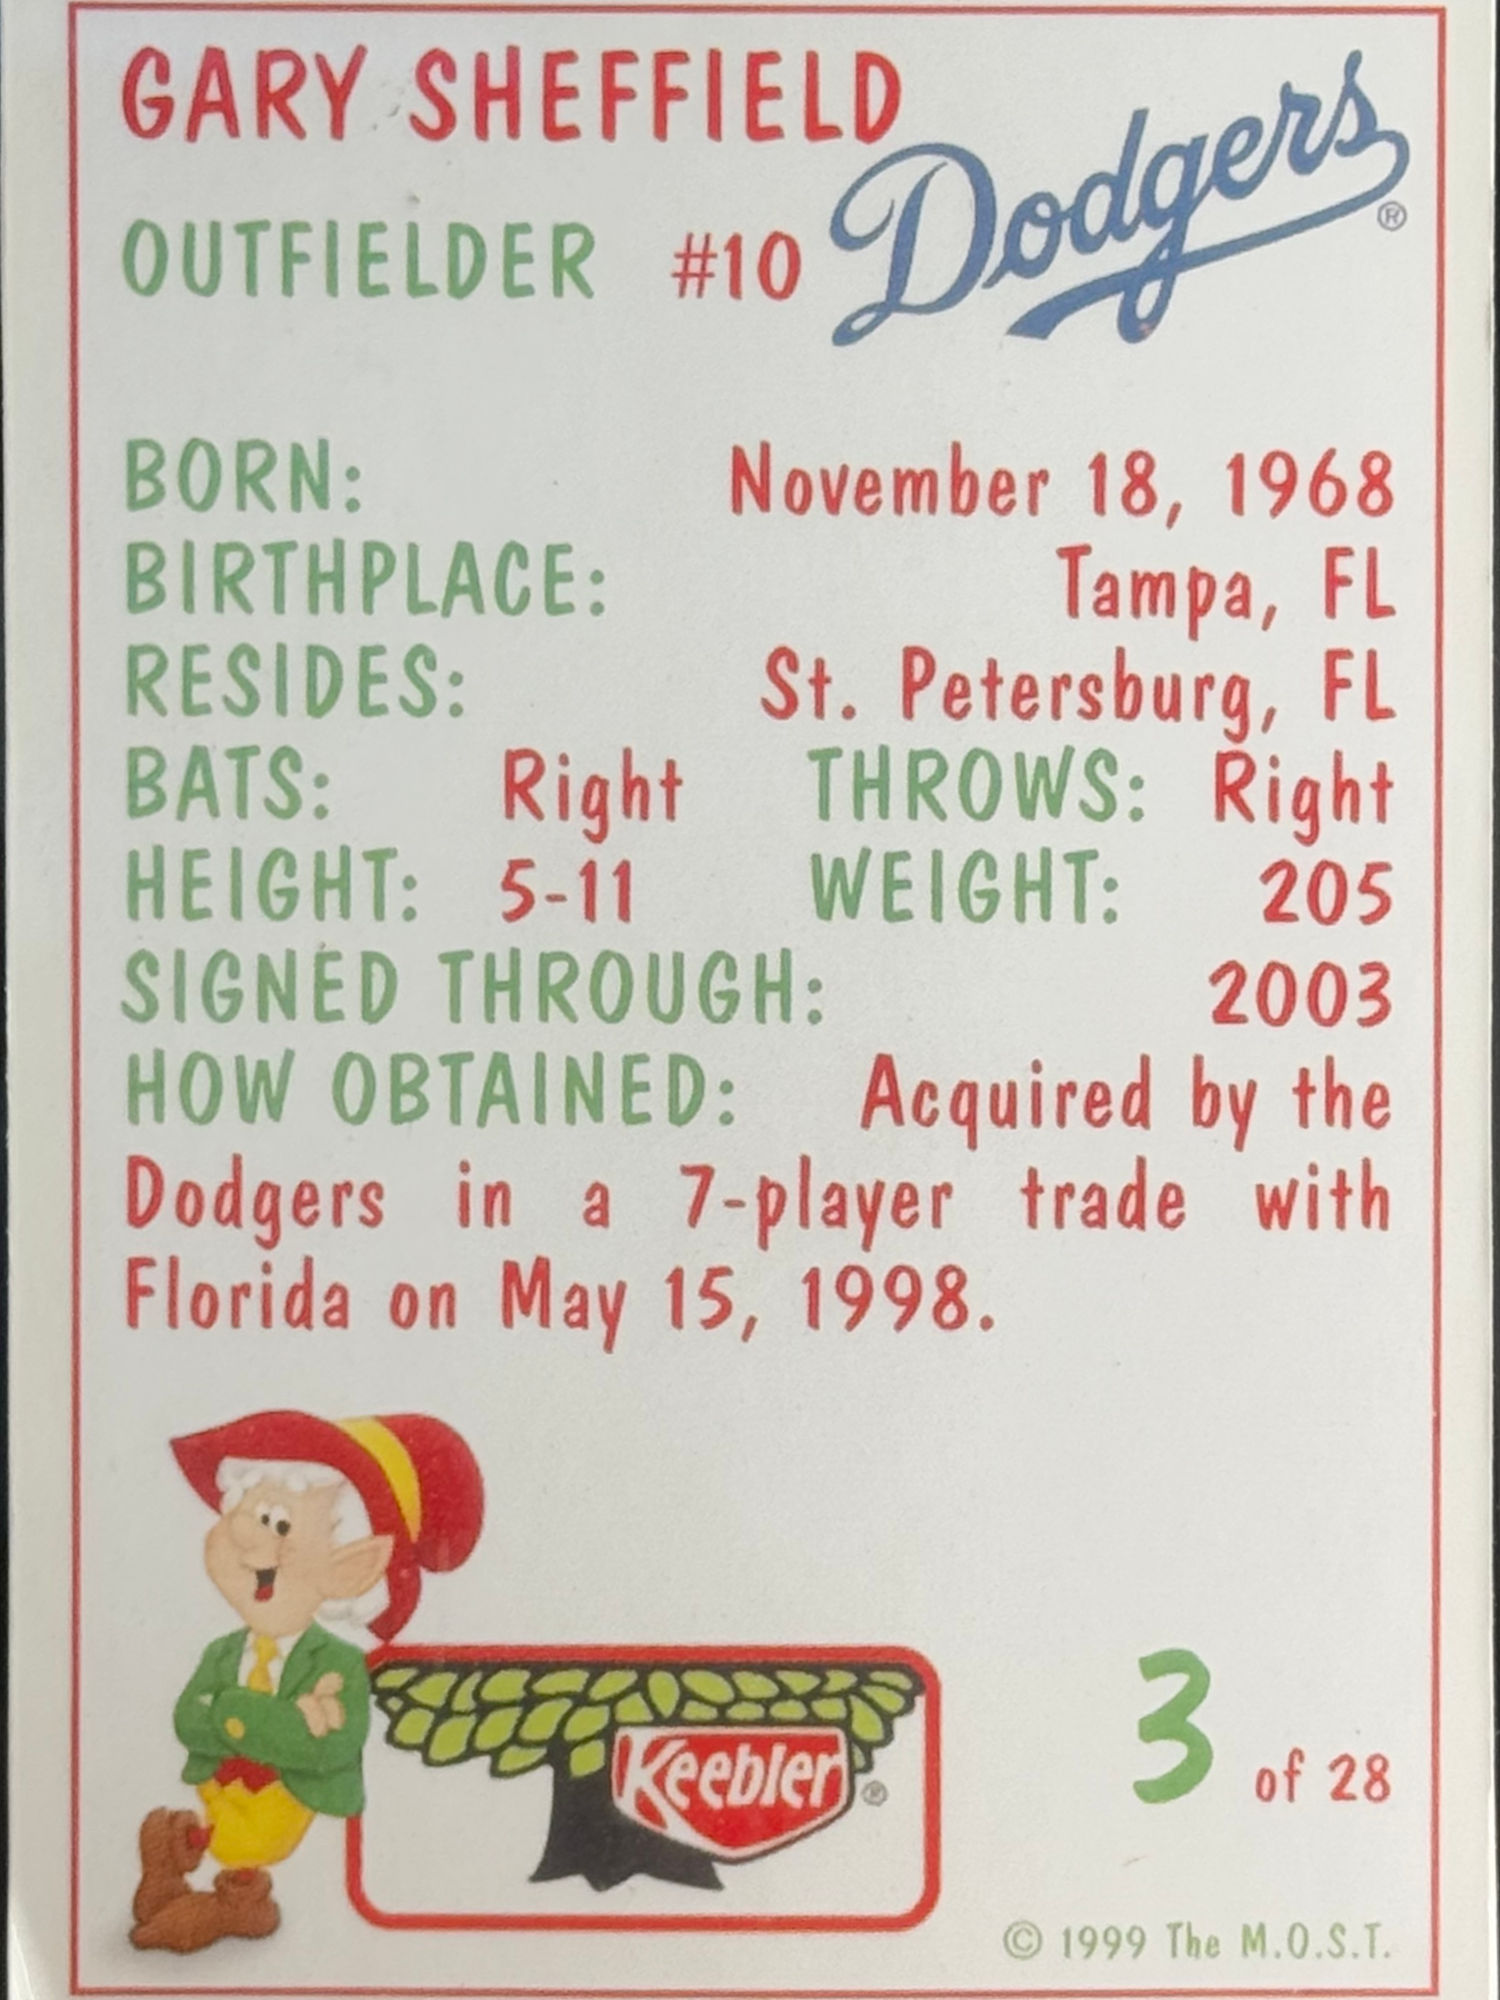 GARY SHEFFIELD
Dodgers ®
OUTFIELDER #10
BORN: November 18, 1968
BIRTHPLACE: Tampa, FL
RESIDES: St. Petersburg, FL
BATS: Right THROWS: Right
HEIGHT: 5-11 WEIGHT: 205
SIGNED THROUGH: 2003
HOW OBTAINED: Acquired by the
Dodgers in a 7-player trade with
Florida on May 15, 1998.
Keebler ®
3 of 28
© 1999 The M.O.S.T.